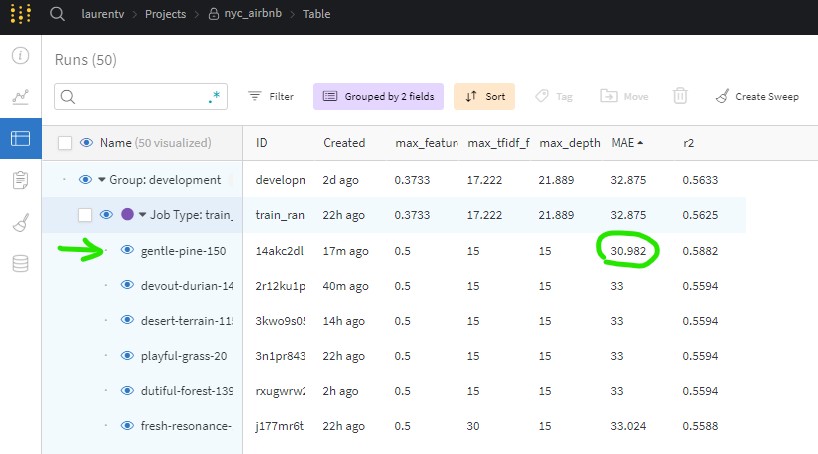 laurentv > Projects > nyc_airbnb > Table
Runs (50)
.* Filter Grouped by 2 fields Sort Tag Move Create Sweep
Name (50 visualized) ID Created max_feature max_tfidf_f max_depth MAE r2
Group: development developn 2d ago 0.3733 17.222 21.889 32.875 0.5633
Job Type: train_ train_ran 22h ago 0.3733 17.222 21.889 32.875 0.5625
gentle-pine-150 14akc2dl 17m ago 0.5 15 15 30.982 0.5882
devout-durian-14 2r12ku1p 40m ago 0.5 15 15 33 0.5594
desert-terrain-115 3kwo9s05 14h ago 0.5 15 15 33 0.5594
playful-grass-20 3n1pr843 22h ago 0.5 15 15 33 0.5594
dutiful-forest-139 rxugwrw2 2h ago 0.5 15 15 33 0.5594
fresh-resonance- j177mr6t 22h ago 0.5 30 15 33.024 0.5588